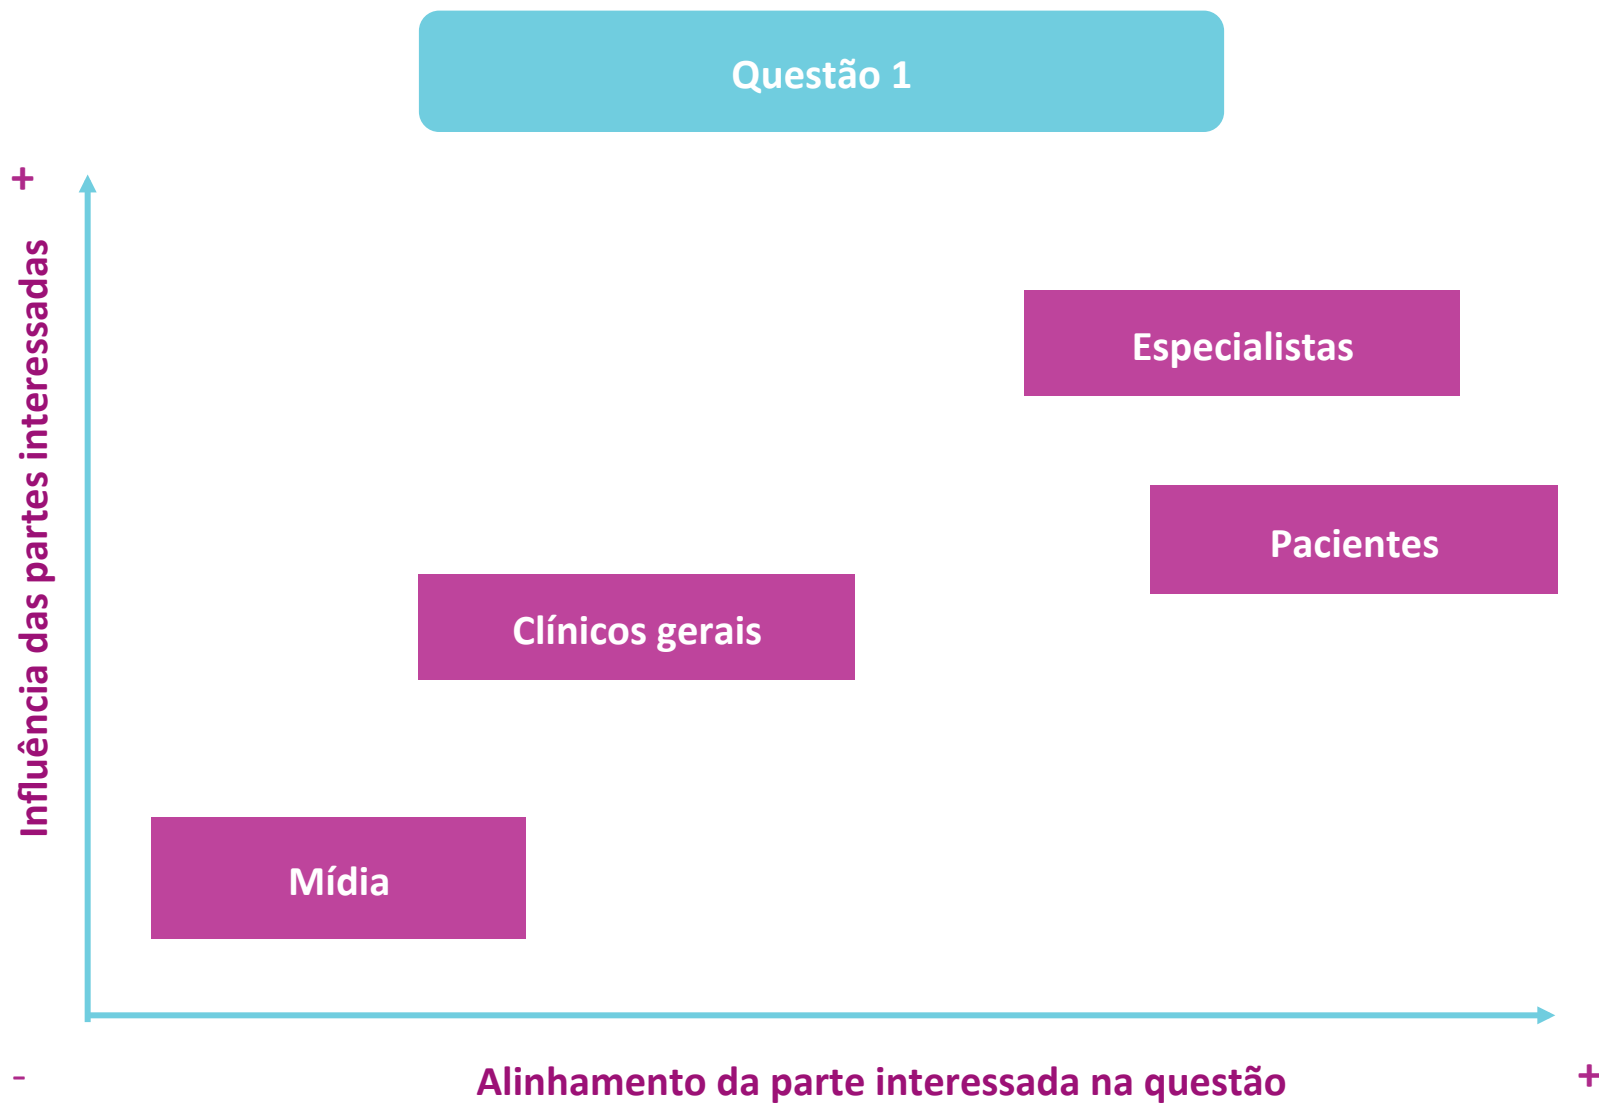 Questão 1
+
Influência das partes interessadas
Especialistas
Pacientes
Clínicos gerais
Mídia
-
Alinhamento da parte interessada na questão
+